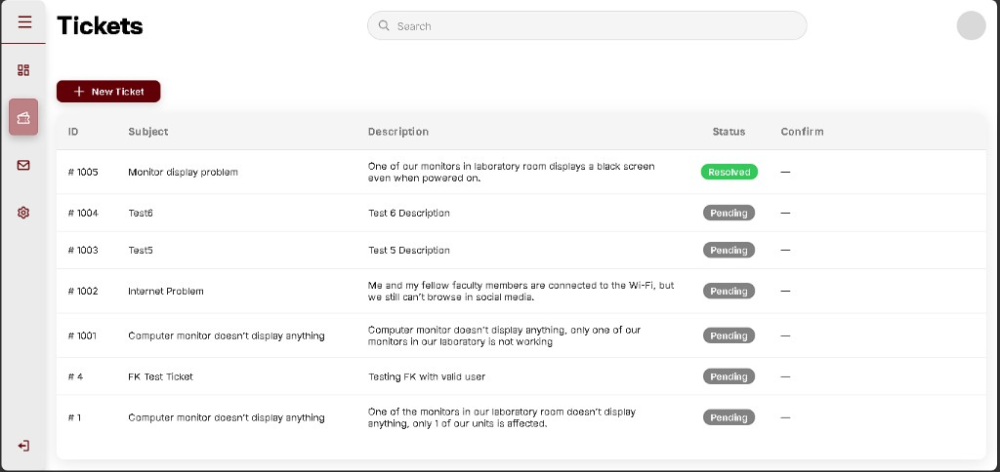 Tickets
Search
New Ticket
ID Subject Description Status Confirm
# 1005 Monitor display problem One of our monitors in laboratory room displays a black screen Resolved —
even when powered on.
# 1004 Test6 Test 6 Description Pending —
# 1003 Test5 Test 5 Description Pending —
# 1002 Internet Problem Me and my fellow faculty members are connected to the Wi-Fi, but Pending —
we still can't browse in social media.
# 1001 Computer monitor doesn't display anything Computer monitor doesn't display anything, only one of our Pending —
monitors in our laboratory is not working
# 4 FK Test Ticket Testing FK with valid user Pending —
# 1 Computer monitor doesn't display anything One of the monitors in our laboratory room doesn't display Pending —
anything, only 1 of our units is affected.